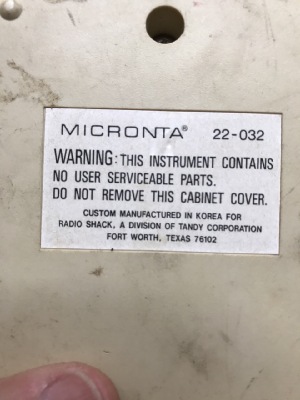 MICRONTA® 22-032
WARNING: THIS INSTRUMENT CONTAINS
NO USER SERVICEABLE PARTS.
DO NOT REMOVE THIS CABINET COVER.
CUSTOM MANUFACTURED IN KOREA FOR
RADIO SHACK, A DIVISION OF TANDY CORPORATION
FORT WORTH, TEXAS 76102